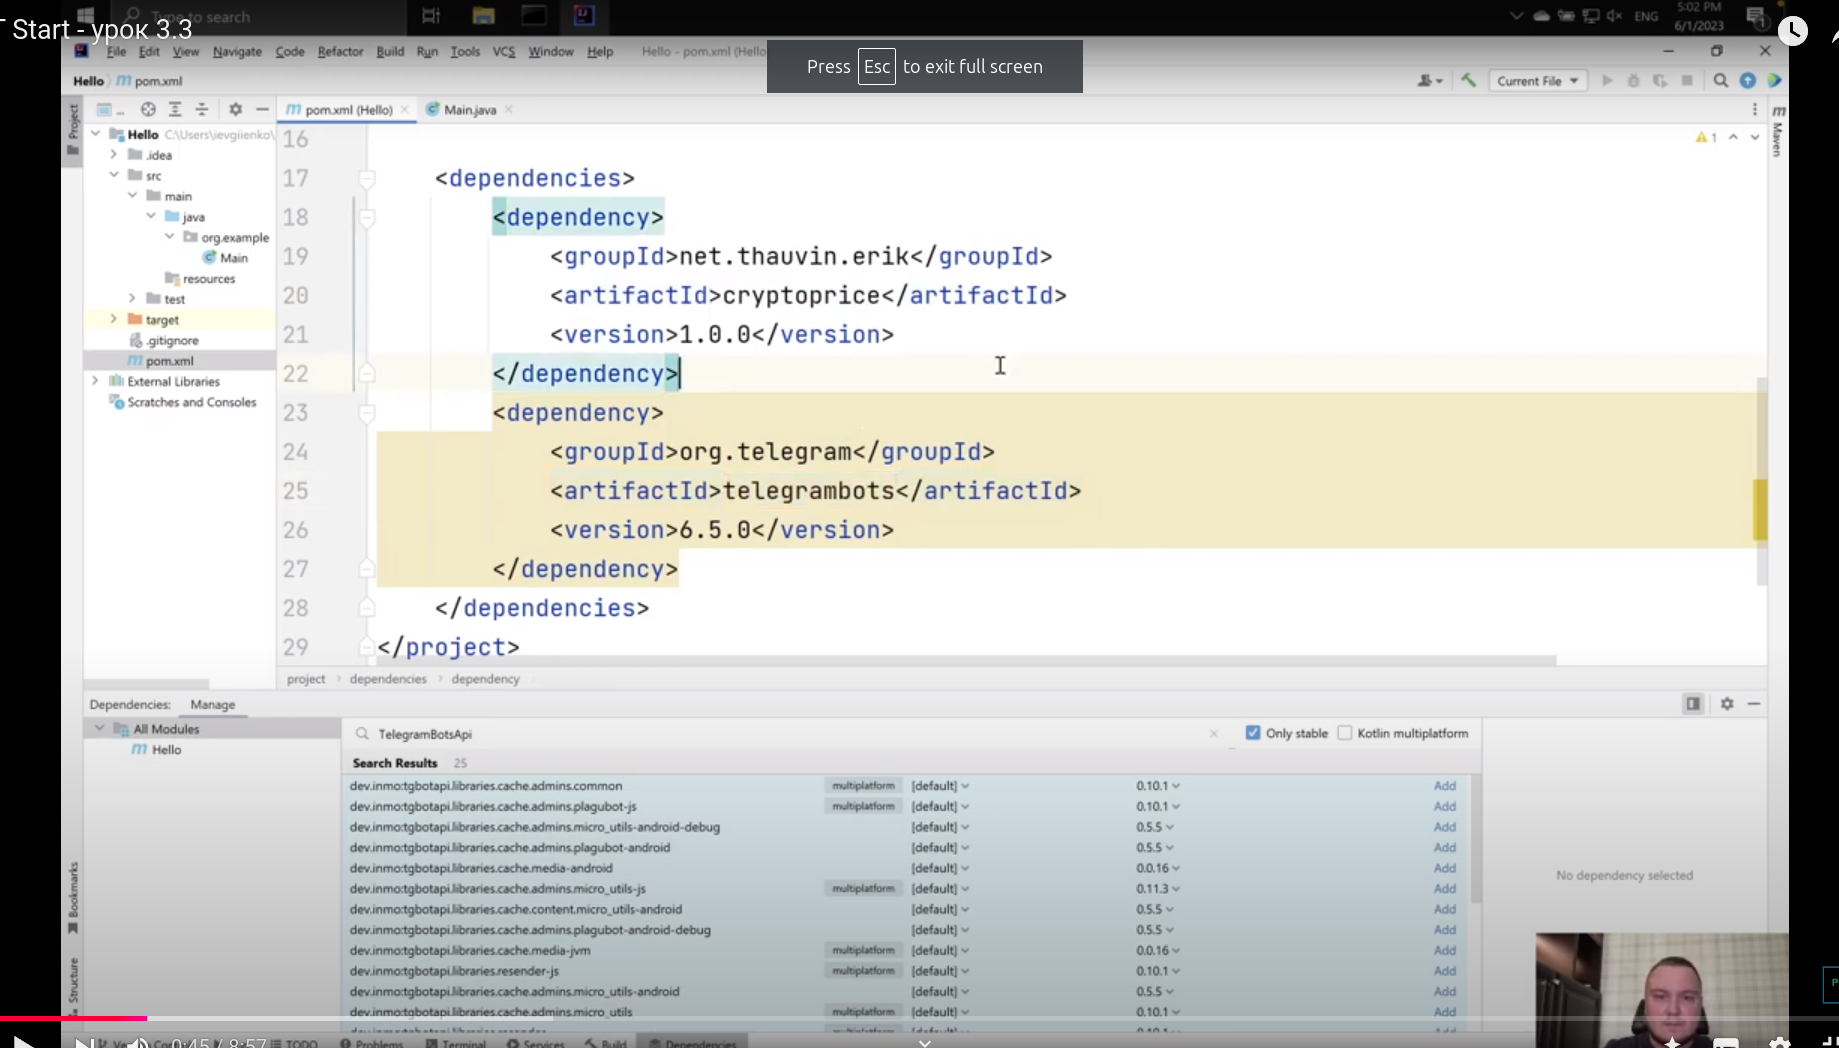 Start - урок 3.3
Type to search
ENG
5:02 PM
6/1/2023
File Edit View Navigate Code Refactor Build Run Tools VCS Window Help Hello - pom.xml (Hello)
Press Esc to exit full screen
Hello pom.xml
Current File
Project
pom.xml (Hello)
Main.java
Maven
Hello C:\Users\ievgiienko\
.idea
src
main
java
org.example
Main
resources
test
target
.gitignore
pom.xml
External Libraries
Scratches and Consoles
1
16
17 <dependencies>
18 <dependency>
19 <groupId>net.thauvin.erik</groupId>
20 <artifactId>cryptoprice</artifactId>
21 <version>1.0.0</version>
22 </dependency>
23 <dependency>
24 <groupId>org.telegram</groupId>
25 <artifactId>telegrambots</artifactId>
26 <version>6.5.0</version>
27 </dependency>
28 </dependencies>
29 </project>
project › dependencies › dependency
Dependencies: Manage
All Modules
Hello
TelegramBotsApi
Only stable
Kotlin multiplatform
Search Results 25
dev.inmo:tgbotapi.libraries.cache.admins.common multiplatform [default] 0.10.1 Add
dev.inmo:tgbotapi.libraries.cache.admins.plagubot-js multiplatform [default] 0.10.1 Add
dev.inmo:tgbotapi.libraries.cache.admins.micro_utils-android-debug [default] 0.5.5 Add
dev.inmo:tgbotapi.libraries.cache.admins.plagubot-android [default] 0.5.5 Add
dev.inmo:tgbotapi.libraries.cache.media-android [default] 0.0.16 Add
dev.inmo:tgbotapi.libraries.cache.admins.micro_utils-js multiplatform [default] 0.11.3 Add
dev.inmo:tgbotapi.libraries.cache.content.micro_utils-android [default] 0.5.5 Add
dev.inmo:tgbotapi.libraries.cache.admins.plagubot-android-debug [default] 0.5.5 Add
dev.inmo:tgbotapi.libraries.cache.media-jvm multiplatform [default] 0.0.16 Add
dev.inmo:tgbotapi.libraries.resender-js multiplatform [default] 0.10.1 Add
dev.inmo:tgbotapi.libraries.cache.admins.micro_utils-android [default] 0.5.5 Add
dev.inmo:tgbotapi.libraries.cache.admins.micro_utils multiplatform [default] 0.10.1 Add
No dependency selected
Bookmarks
Structure
0:45 / 8:57
TODO Problems Terminal Services Build Dependencies